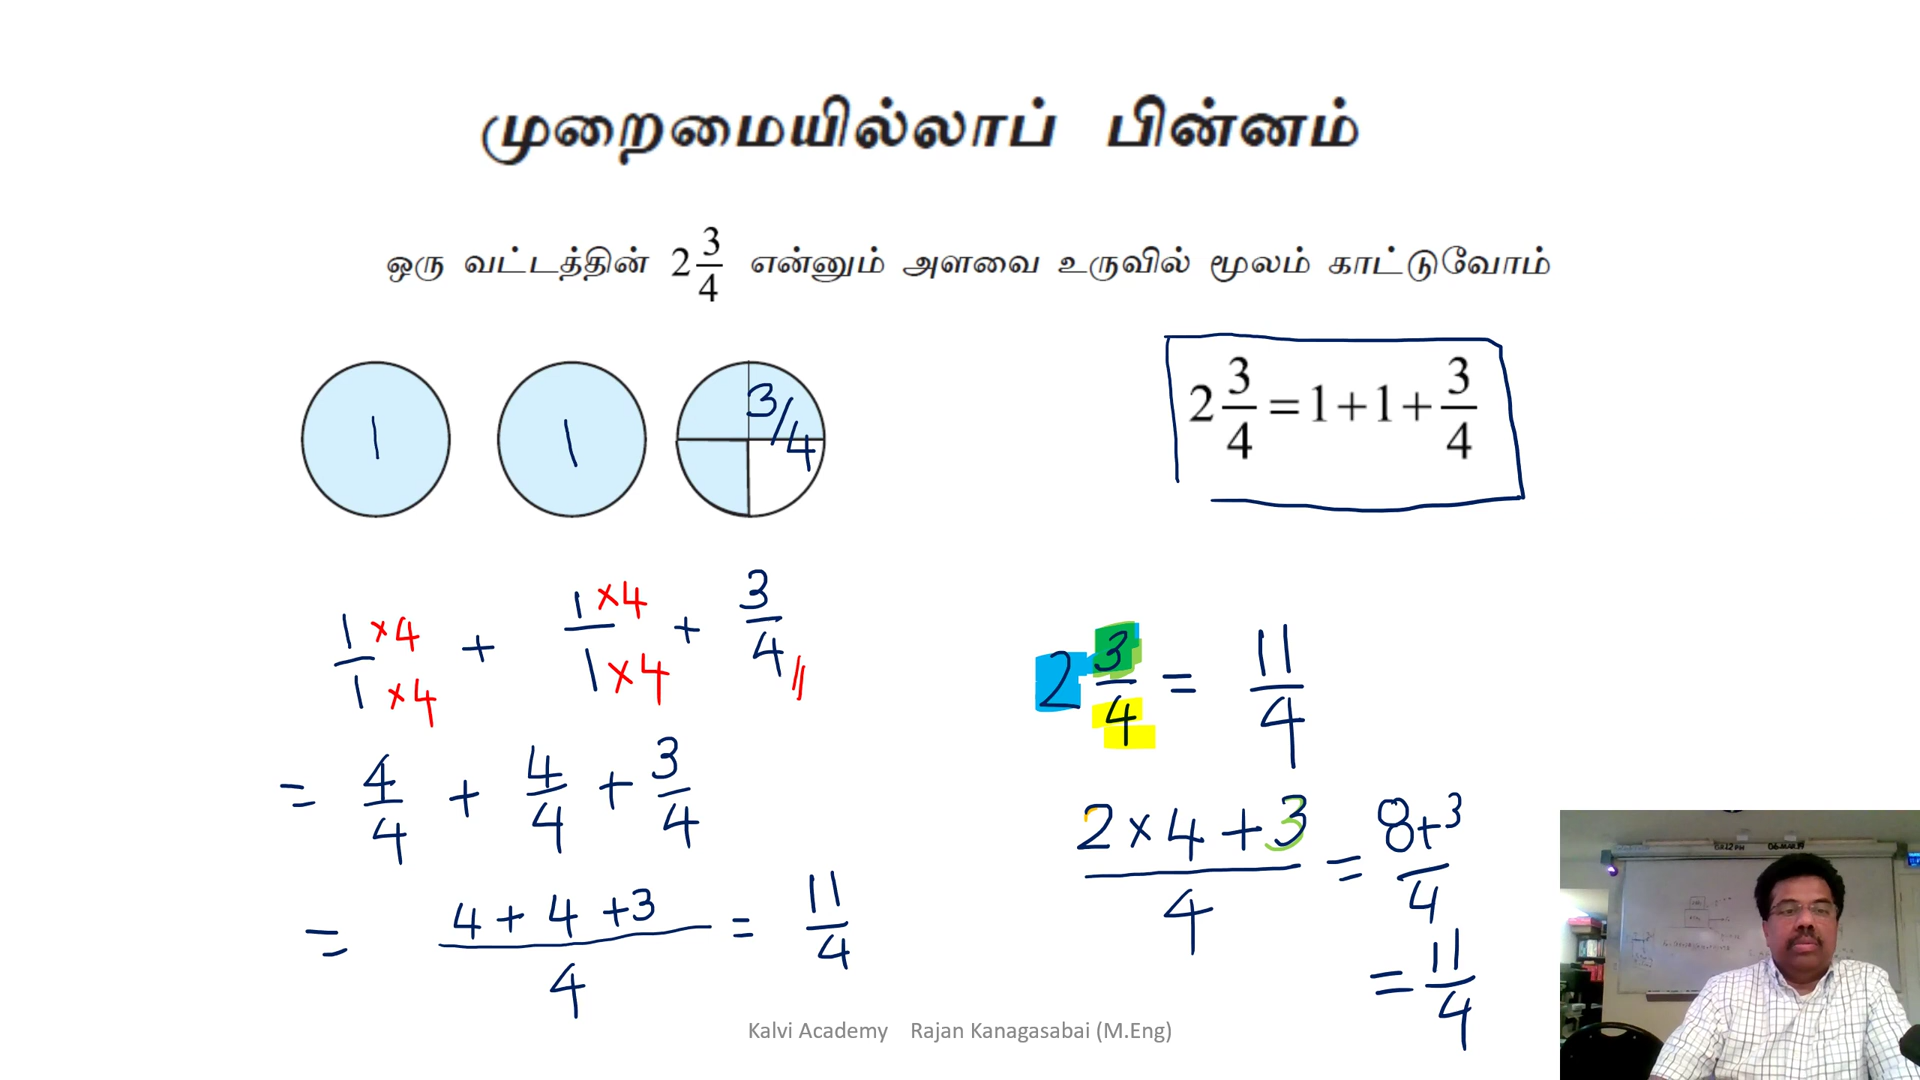 முறைமையில்லாப் பின்னம்
ஒரு வட்டத்தின் 2 3/4 என்னும் அளவை உருவில் மூலம் காட்டுவோம்
1 1 3/4
2 3/4 = 1 + 1 + 3/4
1×4/1×4 + 1×4/1×4 + 3/4
= 4/4 + 4/4 + 3/4
= 4 + 4 + 3/4 = 11/4
2 3/4 = 11/4
2 × 4 + 3/4 = 8 + 3/4
= 11/4
Kalvi Academy Rajan Kanagasabai (M.Eng)